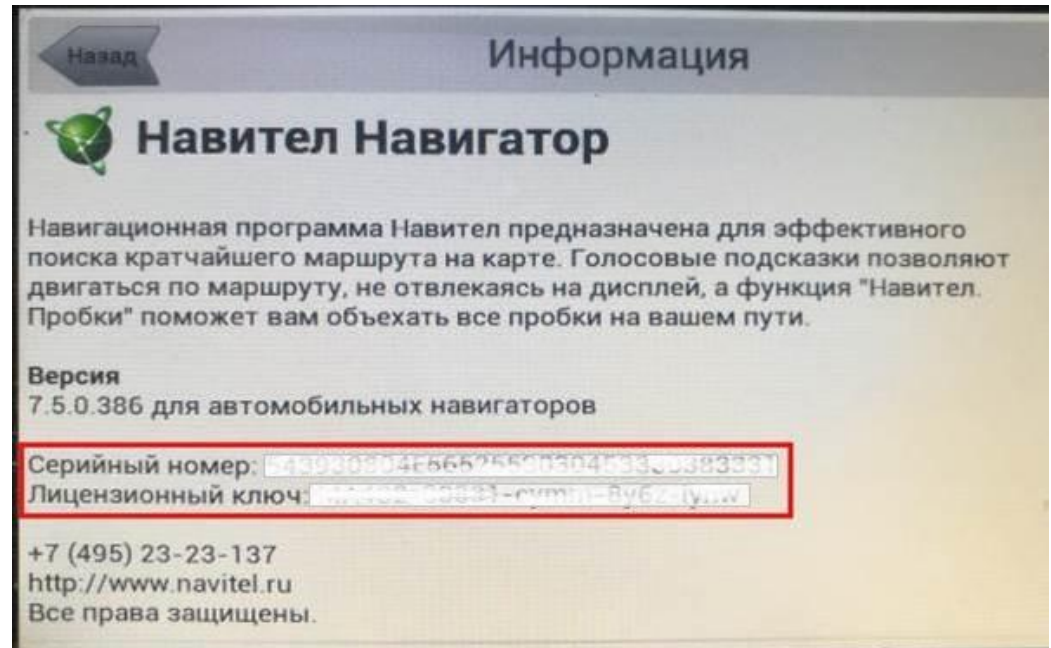 Назад
Информация
Навител Навигатор
Навигационная программа Навител предназначена для эффективного
поиска кратчайшего маршрута на карте. Голосовые подсказки позволяют
двигаться по маршруту, не отвлекаясь на дисплей, а функция "Навител.
Пробки" поможет вам объехать все пробки на вашем пути.
Версия
7.5.0.386 для автомобильных навигаторов
Серийный номер:
Лицензионный ключ:
+7 (495) 23-23-137
http://www.navitel.ru
Все права защищены.